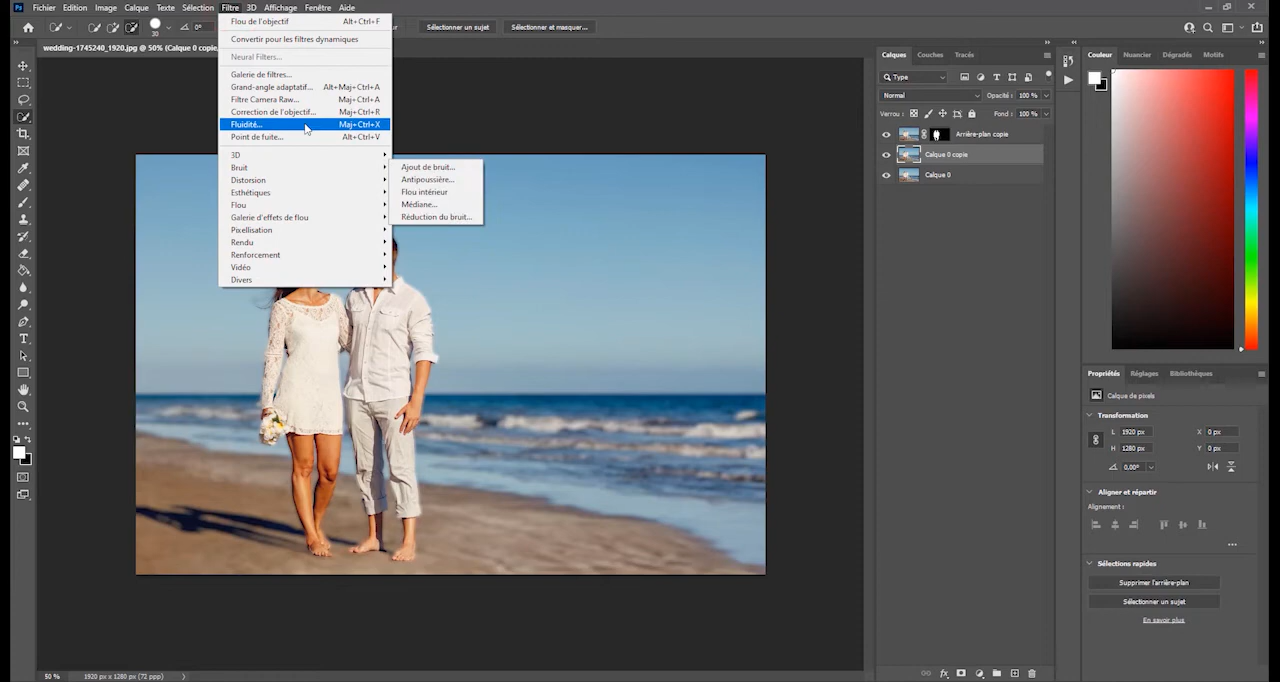 Ps Fichier Edition Image Calque Texte Sélection Filtre 3D Affichage Fenêtre Aide
30
0°
Sélectionner un sujet
Sélectionner et masquer...
wedding-1745240_1920.jpg @ 50% (Calque 0 copie,
Flou de l'objectif Alt+Ctrl+F
Convertir pour les filtres dynamiques
Neural Filters...
Galerie de filtres...
Grand-angle adaptatif... Alt+Maj+Ctrl+A
Filtre Camera Raw... Maj+Ctrl+A
Correction de l'objectif... Maj+Ctrl+R
Fluidité... Maj+Ctrl+X
Point de fuite... Alt+Ctrl+V
3D
Bruit
Distorsion
Esthétiques
Flou
Galerie d'effets de flou
Pixellisation
Rendu
Renforcement
Vidéo
Divers
Ajout de bruit...
Antipoussière...
Flou intérieur
Médiane...
Réduction du bruit...
Calques Couches Tracés
Type
Normal Opacité : 100 %
Verrou : Fond : 100 %
Arrière-plan copie
Calque 0 copie
Calque 0
fx
Couleur Nuancier Dégradés Motifs
Propriétés Réglages Bibliothèques
Calque de pixels
Transformation
L 1920 px X 0 px
H 1280 px Y 0 px
0,00°
Aligner et répartir
Alignement :
Sélections rapides
Supprimer l'arrière-plan
Sélectionner un sujet
En savoir plus
50 % 1920 px x 1280 px (72 ppp)